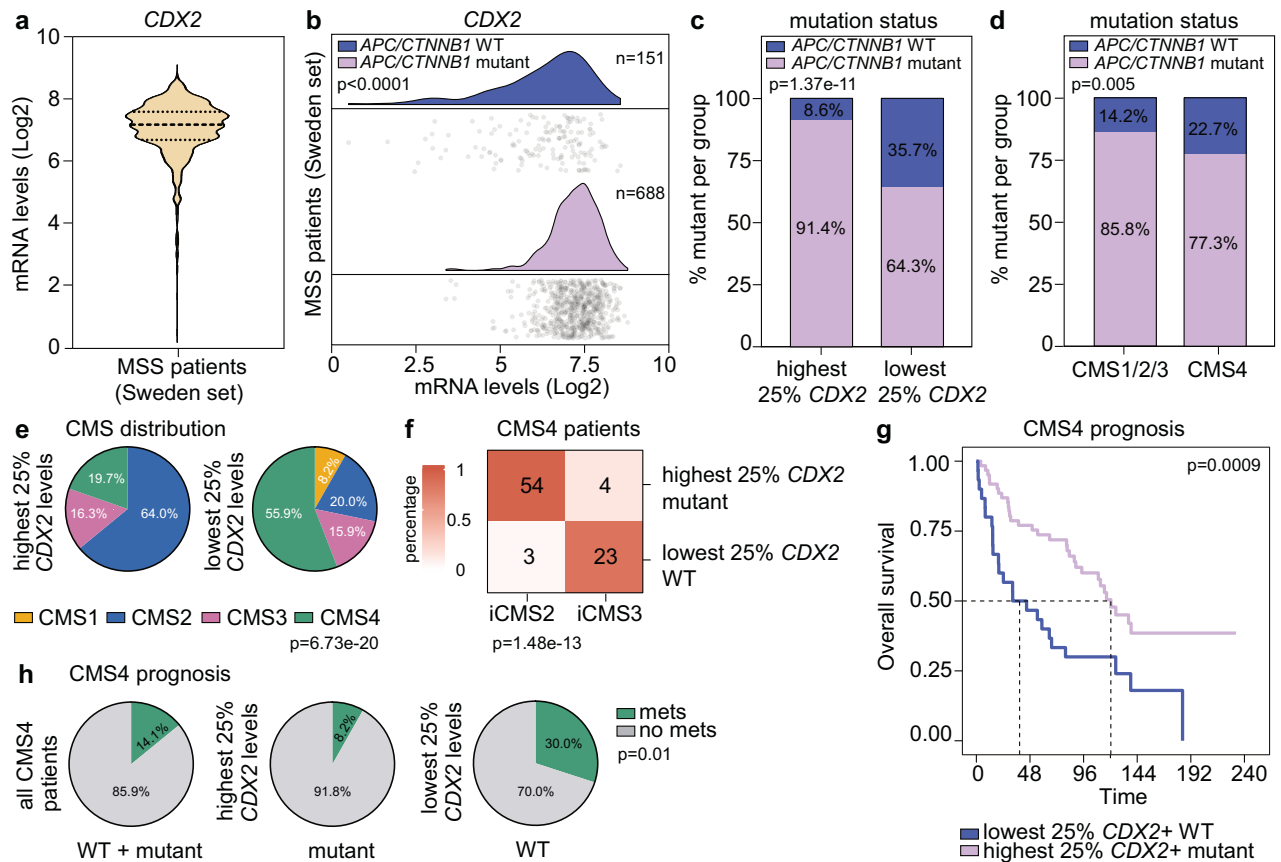 a
CDX2
mRNA levels (Log2)
10
8
6
4
2
0
MSS patients
(Sweden set)
b
CDX2
APC/CTNNB1 WT
APC/CTNNB1 mutant
p<0.0001
n=151
n=688
MSS patients (Sweden set)
0
2.5
5
7.5
10
mRNA levels (Log2)
c
mutation status
APC/CTNNB1 WT
APC/CTNNB1 mutant
p=1.37e-11
% mutant per group
100
75
50
25
0
8.6%
91.4%
35.7%
64.3%
highest
25% CDX2
lowest
25% CDX2
d
mutation status
APC/CTNNB1 WT
APC/CTNNB1 mutant
p=0.005
% mutant per group
100
75
50
25
0
14.2%
85.8%
22.7%
77.3%
CMS1/2/3
CMS4
e
CMS distribution
highest 25%
CDX2 levels
19.7%
16.3%
64.0%
lowest 25%
CDX2 levels
8.2%
20.0%
15.9%
55.9%
CMS1
CMS2
CMS3
CMS4
p=6.73e-20
f
CMS4 patients
percentage
1
0.5
0
54
4
3
23
highest 25% CDX2
mutant
lowest 25% CDX2
WT
iCMS2
iCMS3
p=1.48e-13
g
CMS4 prognosis
p=0.0009
Overall survival
1.00
0.75
0.50
0.25
0.00
0
48
96
144
192
240
Time
lowest 25% CDX2+ WT
highest 25% CDX2+ mutant
h
CMS4 prognosis
all CMS4
patients
14.1%
85.9%
WT + mutant
highest 25%
CDX2 levels
8.2%
91.8%
mutant
lowest 25%
CDX2 levels
30.0%
70.0%
WT
mets
no mets
p=0.01